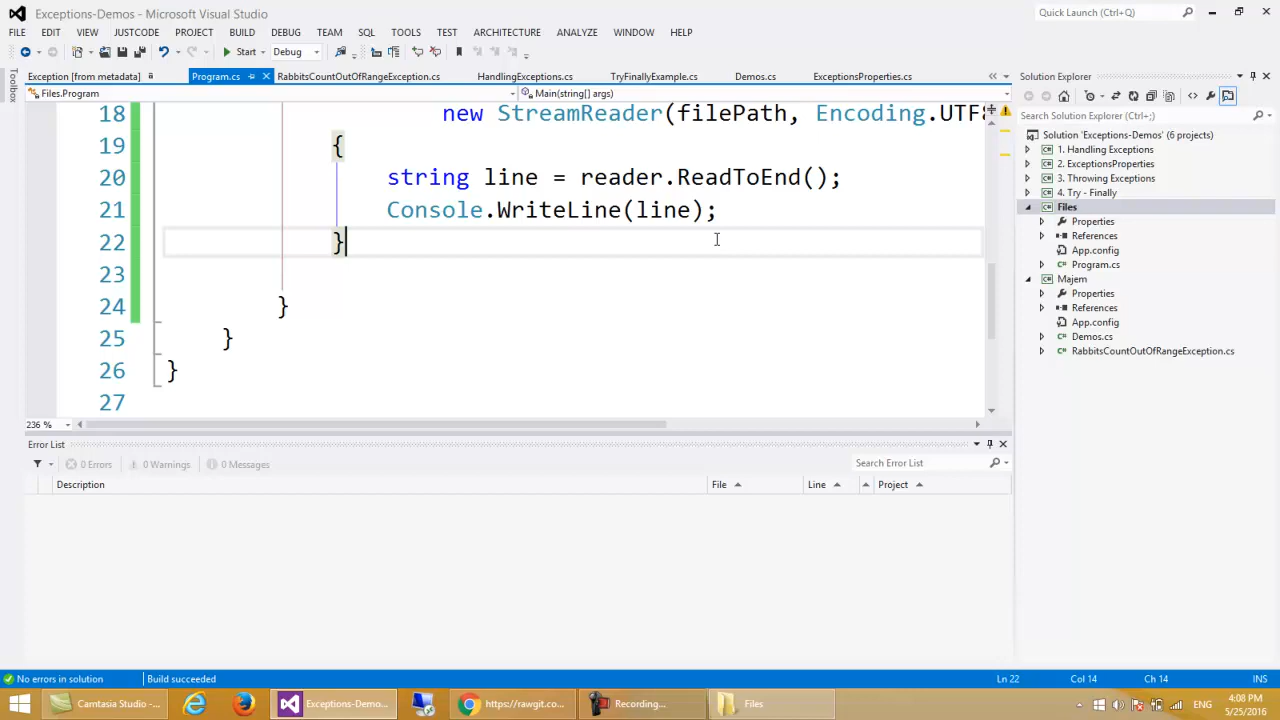 Exceptions-Demos - Microsoft Visual Studio
Quick Launch (Ctrl+Q)
FILE EDIT VIEW JUSTCODE PROJECT BUILD DEBUG TEAM SQL TOOLS TEST ARCHITECTURE ANALYZE WINDOW HELP
Start Debug
Toolbox
Exception [from metadata] Program.cs RabbitsCountOutOfRangeException.cs HandlingExceptions.cs TryFinallyExample.cs Demos.cs ExceptionsProperties.cs
Files.Program Main(string[] args)
18 new StreamReader(filePath, Encoding.UTF8
19 {
20 string line = reader.ReadToEnd();
21 Console.WriteLine(line);
22 }
23
24 }
25 }
26 }
27
236 %
Error List
0 Errors 0 Warnings 0 Messages
Search Error List
Description File Line Project
Solution Explorer
Search Solution Explorer (Ctrl+;)
Solution 'Exceptions-Demos' (6 projects)
1. Handling Exceptions
2. ExceptionsProperties
3. Throwing Exceptions
4. Try - Finally
Files
Properties
References
App.config
Program.cs
Majem
Properties
References
App.config
Demos.cs
RabbitsCountOutOfRangeException.cs
No errors in solution Build succeeded Ln 22 Col 14 Ch 14 INS
Camtasia Studio -... Exceptions-Demo... https://rawgit.co... Recording... Files
ENG
4:08 PM
5/25/2016